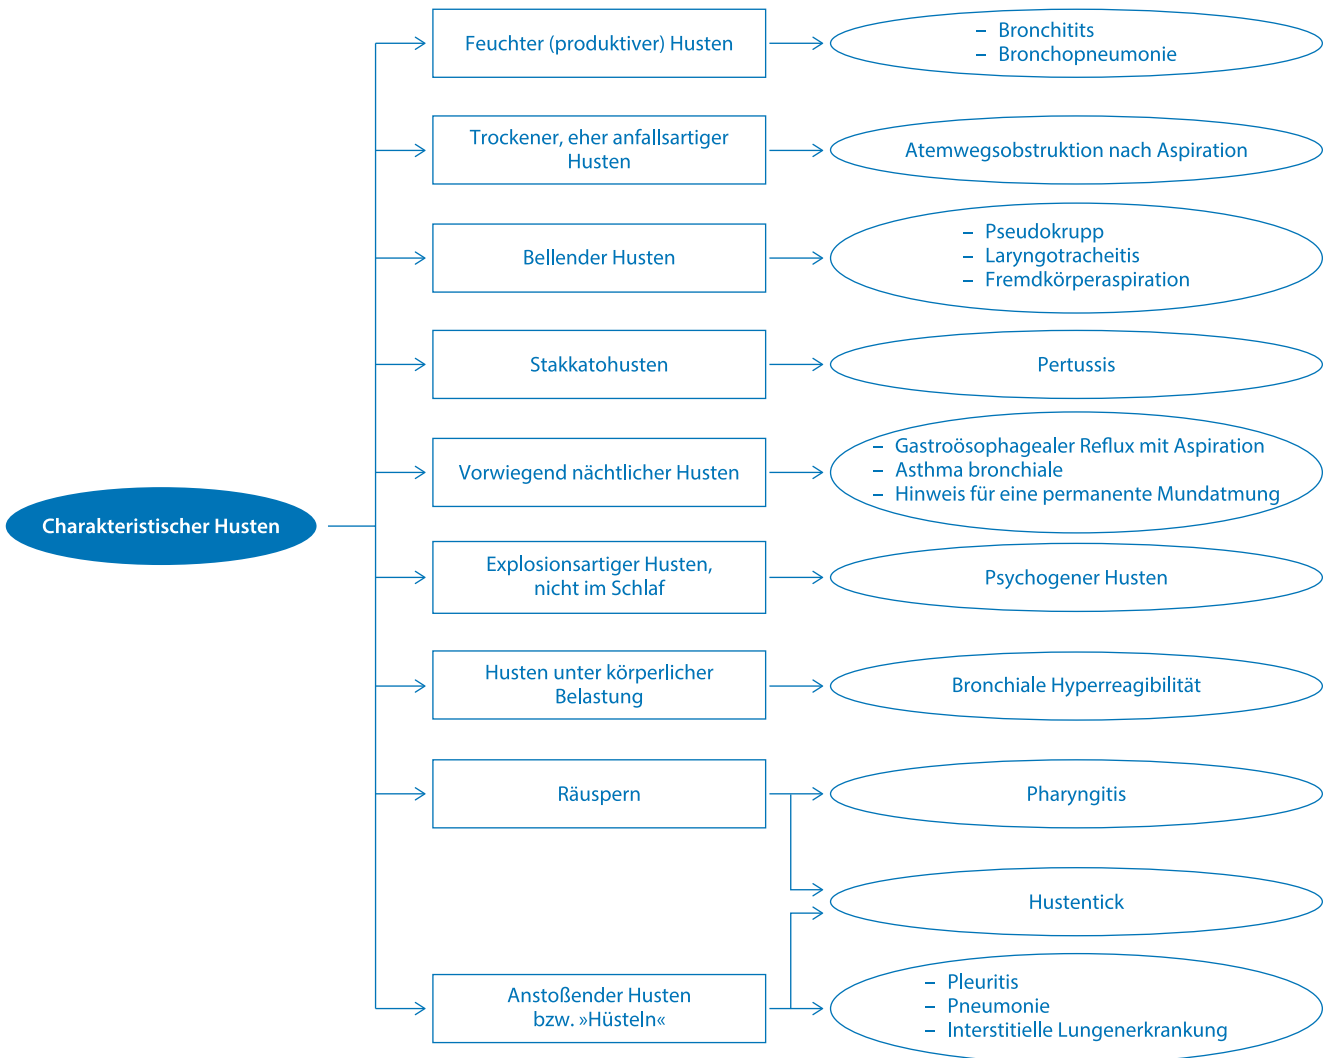 Feuchter (produktiver) Husten
– Bronchitits
– Bronchopneumonie
Trockener, eher anfallsartiger
Husten
Atemwegsobstruktion nach Aspiration
Bellender Husten
– Pseudokrupp
– Laryngotracheitis
– Fremdkörperaspiration
Stakkatohusten
Pertussis
Vorwiegend nächtlicher Husten
– Gastroösophagealer Reflux mit Aspiration
– Asthma bronchiale
– Hinweis für eine permanente Mundatmung
Charakteristischer Husten
Explosionsartiger Husten,
nicht im Schlaf
Psychogener Husten
Husten unter körperlicher
Belastung
Bronchiale Hyperreagibilität
Räuspern
Pharyngitis
Hustentick
Anstoßender Husten
bzw. »Hüsteln«
– Pleuritis
– Pneumonie
– Interstitielle Lungenerkrankung